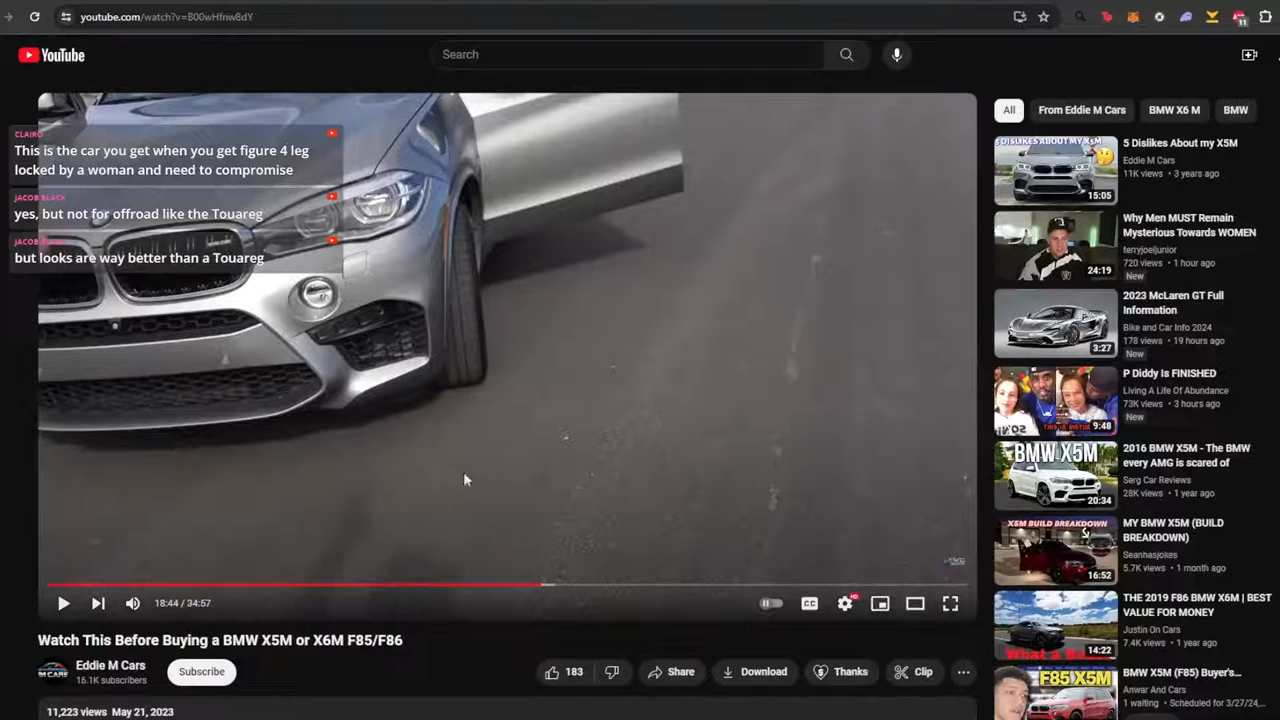 youtube.com/watch?v=B00wHfnw8dY
11
YouTube
Search
CLAIRO
This is the car you get when you get figure 4 leg
locked by a woman and need to compromise
JACOB BLACK
yes, but not for offroad like the Touareg
JACOB BLACK
but looks are way better than a Touareg
18:44 / 34:57
CC
HD
Watch This Before Buying a BMW X5M or X6M F85/F86
Eddie M Cars
16.1K subscribers
Subscribe
183
Share
Download
Thanks
Clip
11,223 views May 21, 2023
All
From Eddie M Cars
BMW X6 M
BMW
5 DISLIKES ABOUT MY X5M
15:05
5 Dislikes About my X5M
Eddie M Cars
11K views • 3 years ago
24:19
Why Men MUST Remain
Mysterious Towards WOMEN
terryjoeljunior
720 views • 1 hour ago
New
3:27
2023 McLaren GT Full
Information
Bike and Car Info 2024
178 views • 19 hours ago
New
9:48
P Diddy Is FINISHED
Living A Life Of Abundance
73K views • 3 hours ago
New
BMW X5M
20:34
2016 BMW X5M - The BMW
every AMG is scared of
Serg Car Reviews
28K views • 1 year ago
X5M BUILD BREAKDOWN
16:52
MY BMW X5M (BUILD
BREAKDOWN)
Seanhasjokes
5.7K views • 1 month ago
What a Be
14:22
THE 2019 F86 BMW X6M | BEST
VALUE FOR MONEY
Justin On Cars
7.4K views • 1 year ago
F85 X5M
BMW X5M (F85) Buyer's...
Anwar And Cars
1 waiting • Scheduled for 3/27/24,...